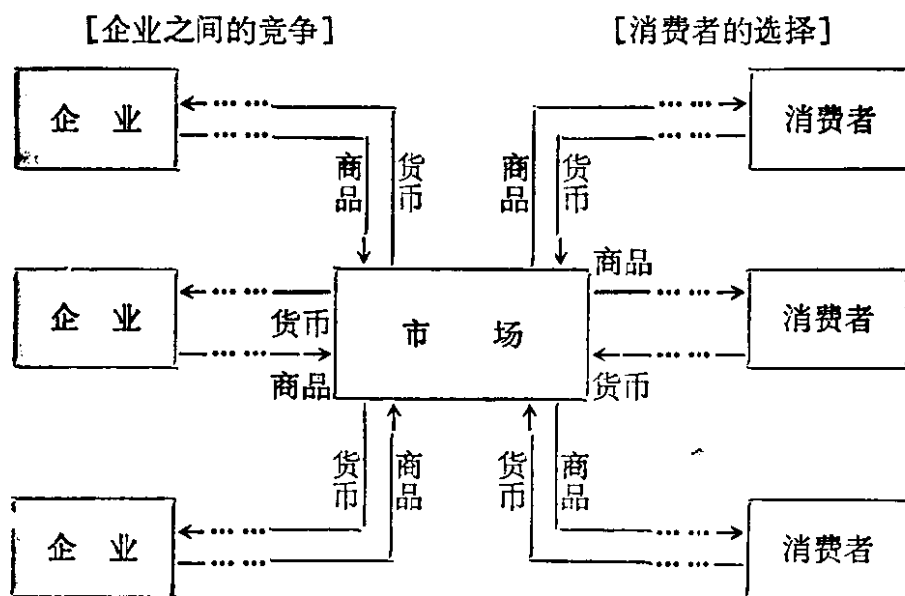 [企业之间的竞争] [消费者的选择]
企业 消费者
商品 货币 商品 货币
商品
企业 市场 消费者
货币
商品 货币
货币 商品 货币 商品
企业 消费者